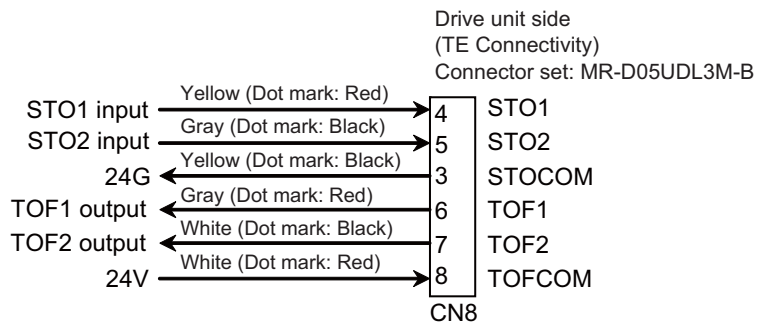 Drive unit side
(TE Connectivity)
Connector set: MR-D05UDL3M-B
STO1 input Yellow (Dot mark: Red) 4 STO1
STO2 input Gray (Dot mark: Black) 5 STO2
24G Yellow (Dot mark: Black) 3 STOCOM
TOF1 output Gray (Dot mark: Red) 6 TOF1
TOF2 output White (Dot mark: Black) 7 TOF2
24V White (Dot mark: Red) 8 TOFCOM
CN8